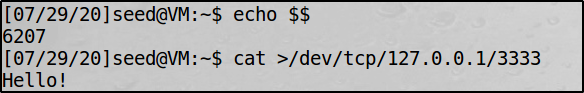 [07/29/20]seed@VM:~$ echo $$
6207
[07/29/20]seed@VM:~$ cat >/dev/tcp/127.0.0.1/3333
Hello!